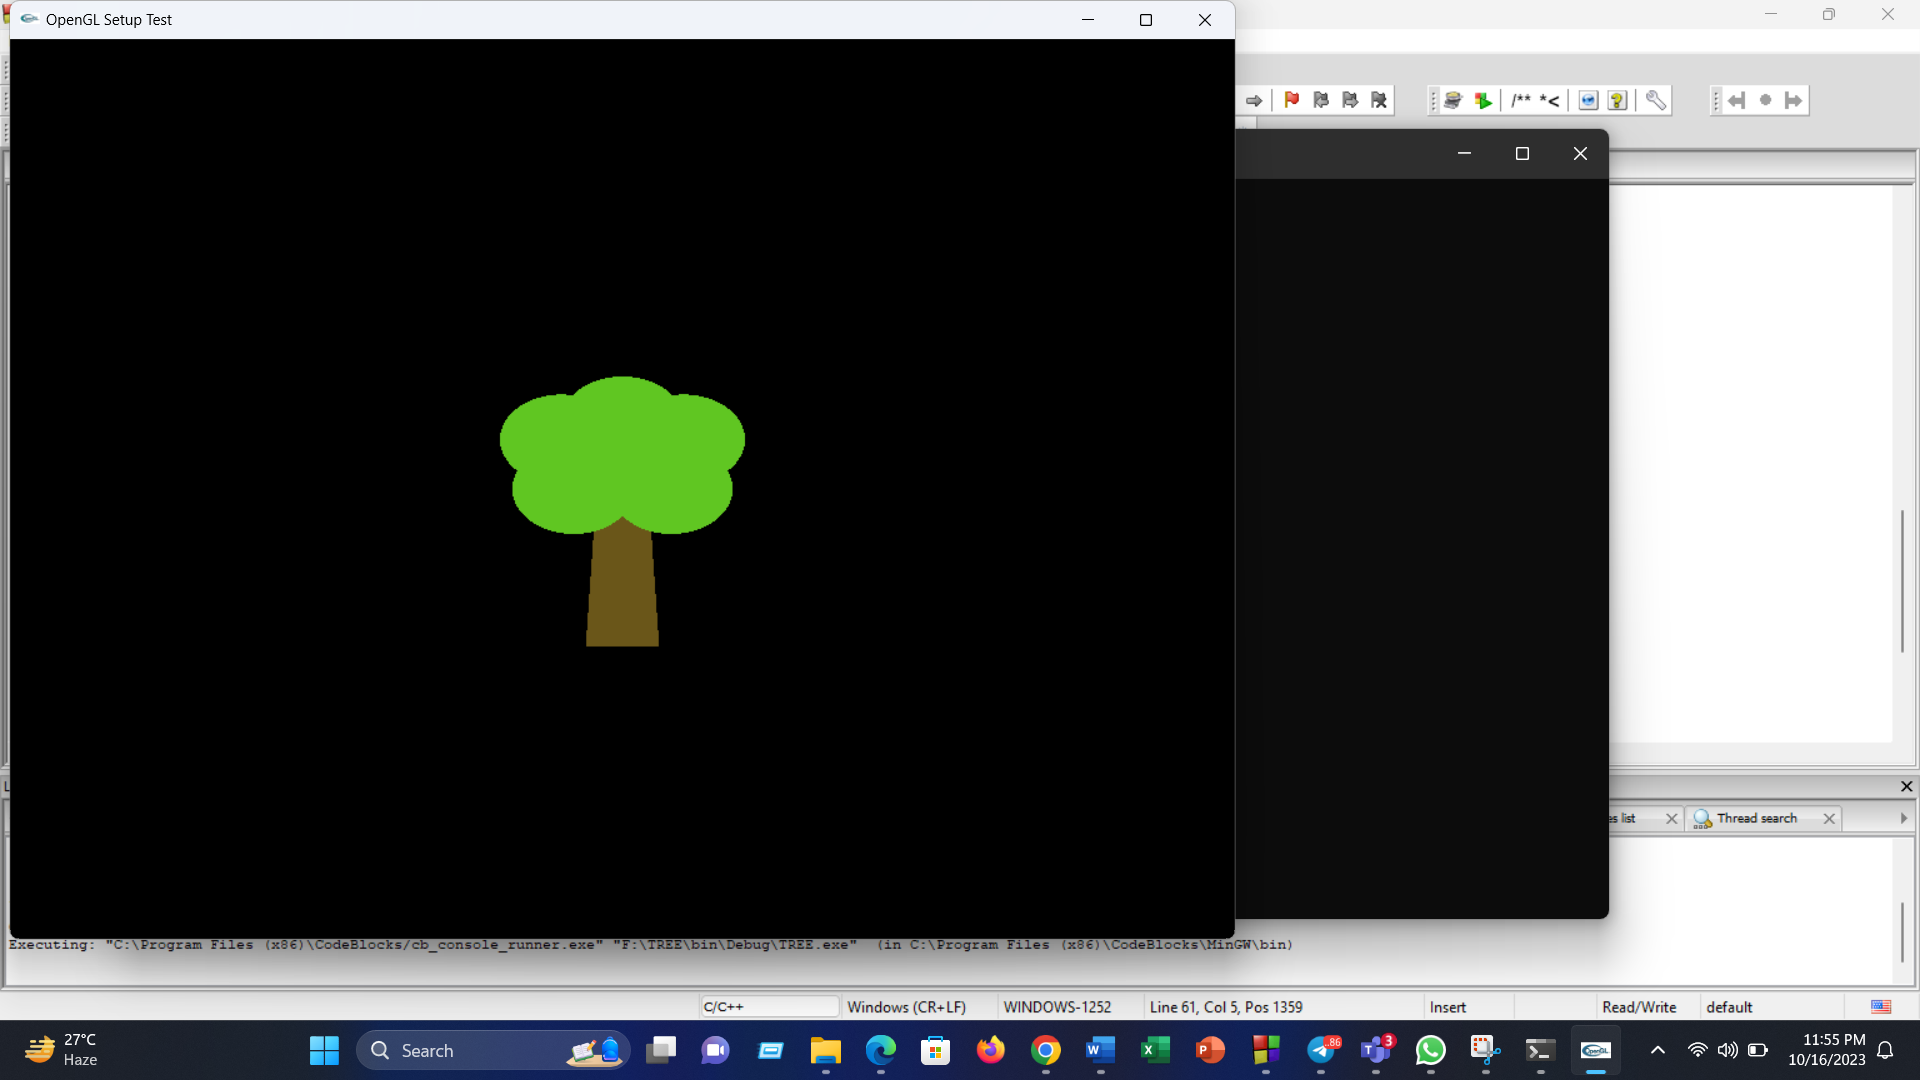 OpenGL Setup Test
/** *<
es list
Thread search
Executing: "C:\Program Files (x86)\CodeBlocks/cb_console_runner.exe" "F:\TREE\bin\Debug\TREE.exe"  (in C:\Program Files (x86)\CodeBlocks\MinGW\bin)
C/C++ Windows (CR+LF) WINDOWS-1252 Line 61, Col 5, Pos 1359 Insert Read/Write default
27°C
Haze
Search
86
3
OpenGL
11:55 PM
10/16/2023